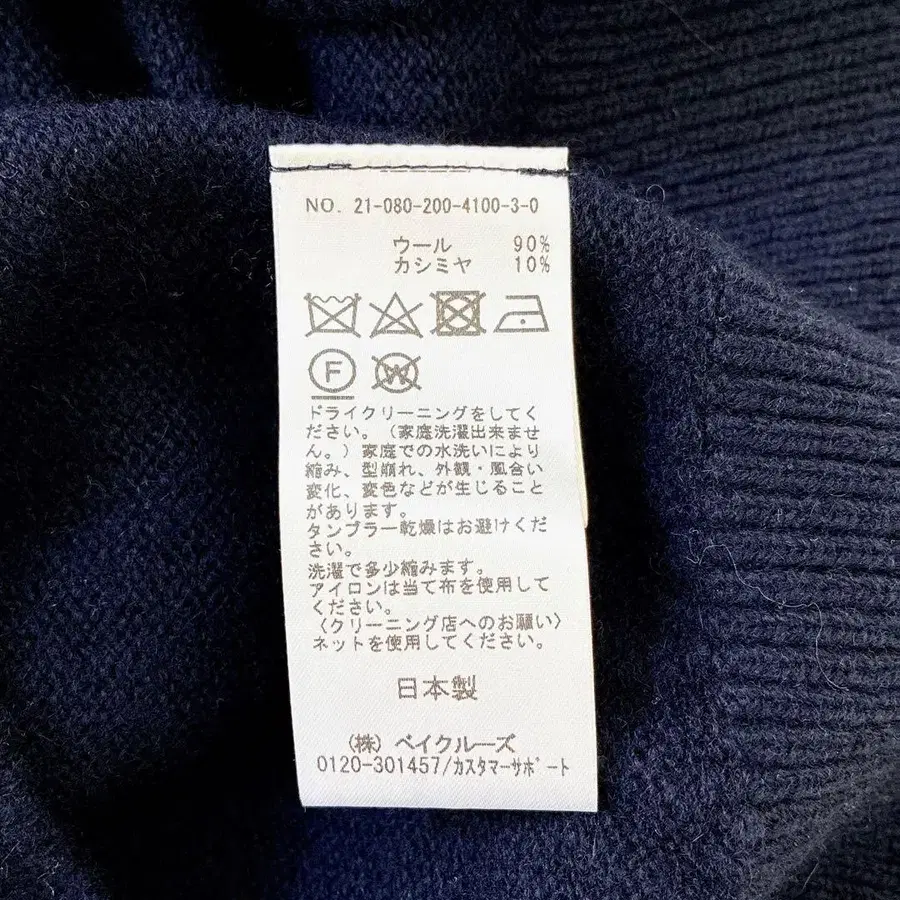 NO. 21-080-200-4100-3-0
ウール 90%
カシミヤ 10%
F
W
ドライクリーニングをしてく
ださい。（家庭洗濯出来ませ
ん。）家庭での水洗いにより
縮み、型崩れ、外観・風合い
変化、変色などが生じること
があります。
タンブラー乾燥はお避けくだ
さい。
洗濯で多少縮みます。
アイロンは当て布を使用して
ください。
〈クリーニング店へのお願い〉
ネットを使用してください。
日本製
（株）ベイクルーズ
0120-301457/カスタマーサポート